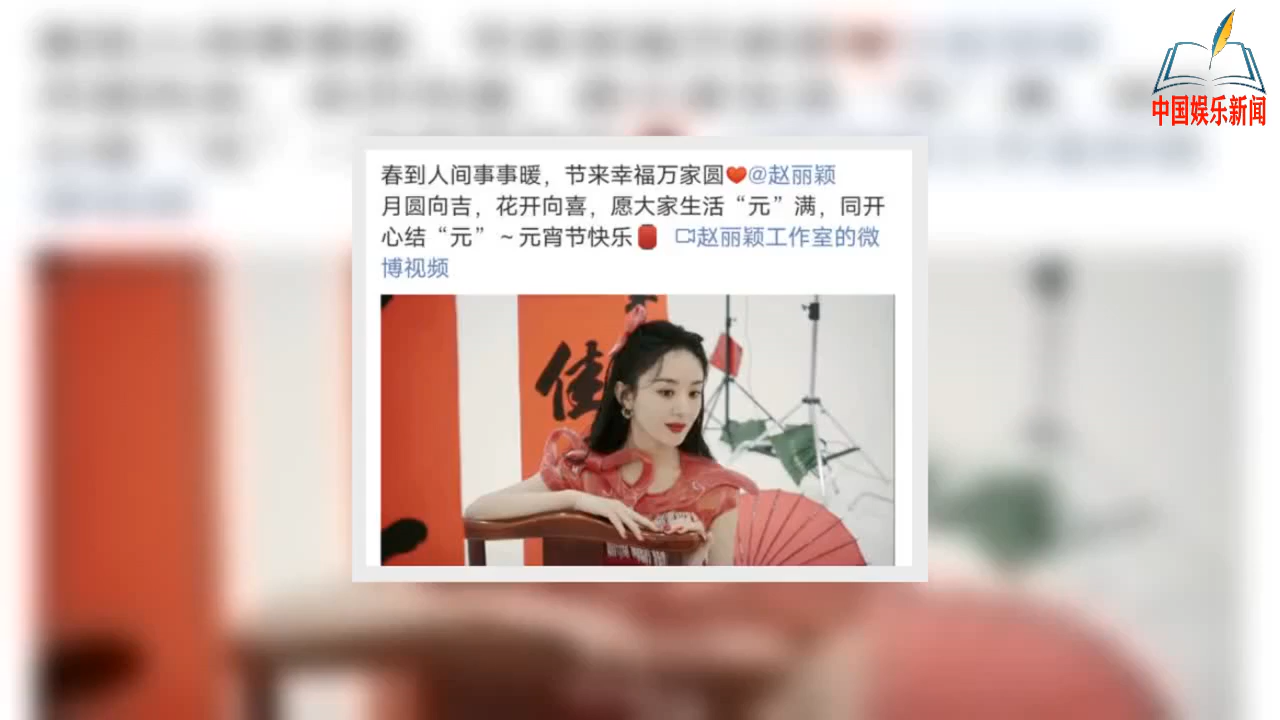 中国娱乐新闻
春到人间事事暖，节来幸福万家圆❤️@赵丽颖
月圆向吉，花开向喜，愿大家生活“元”满，同开
心结“元”～元宵节快乐🏮 赵丽颖工作室的微
博视频
佳